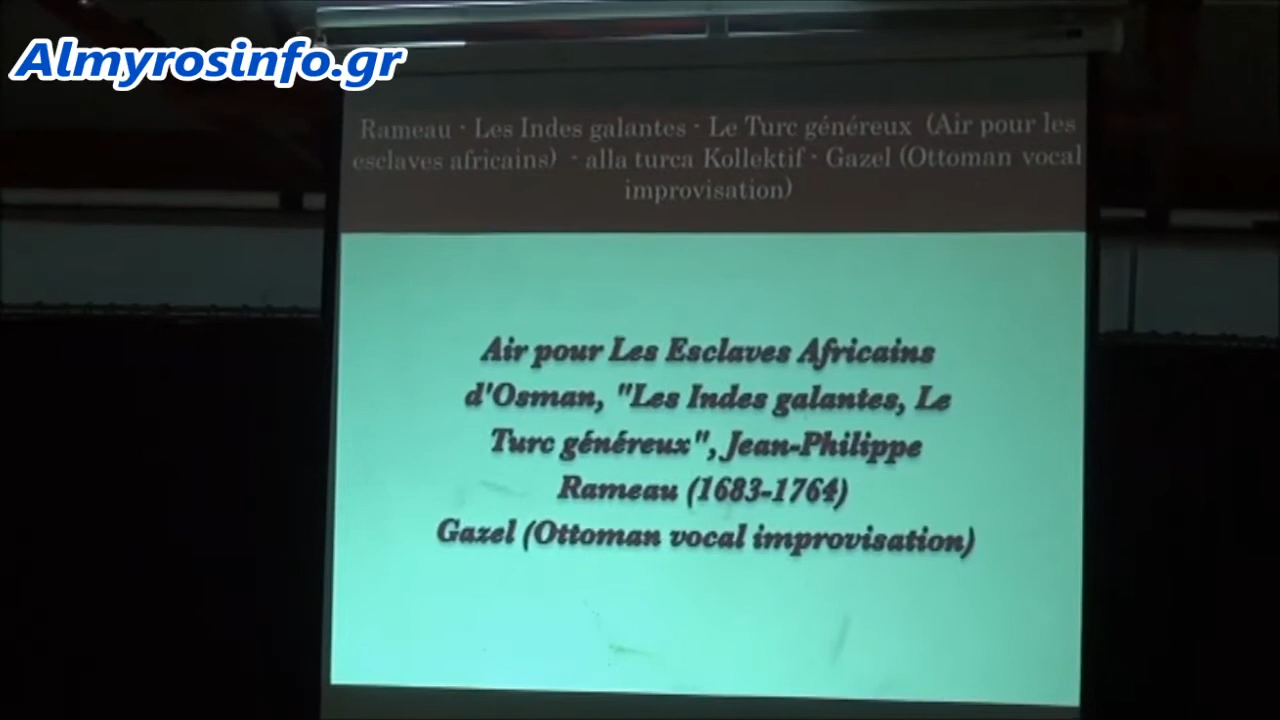 Almyrosinfo.gr
Rameau - Les Indes galantes - Le Turc généreux (Air pour les
esclaves africains) - alla turca Kollektif - Gazel (Ottoman vocal
improvisation)
Air pour Les Esclaves Africains
d'Osman, "Les Indes galantes, Le
Turc généreux", Jean-Philippe
Rameau (1683-1764)
Gazel (Ottoman vocal improvisation)